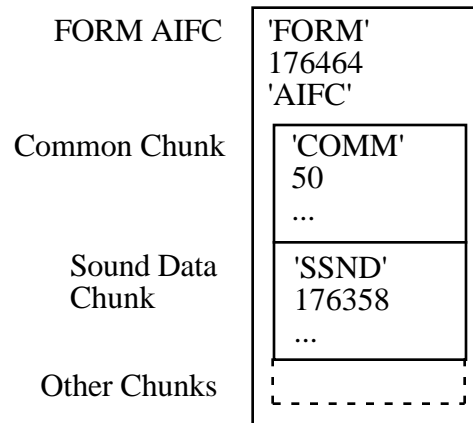 FORM AIFC
'FORM'
176464
'AIFC'
Common Chunk
'COMM'
50
...
Sound Data
Chunk
'SSND'
176358
...
Other Chunks